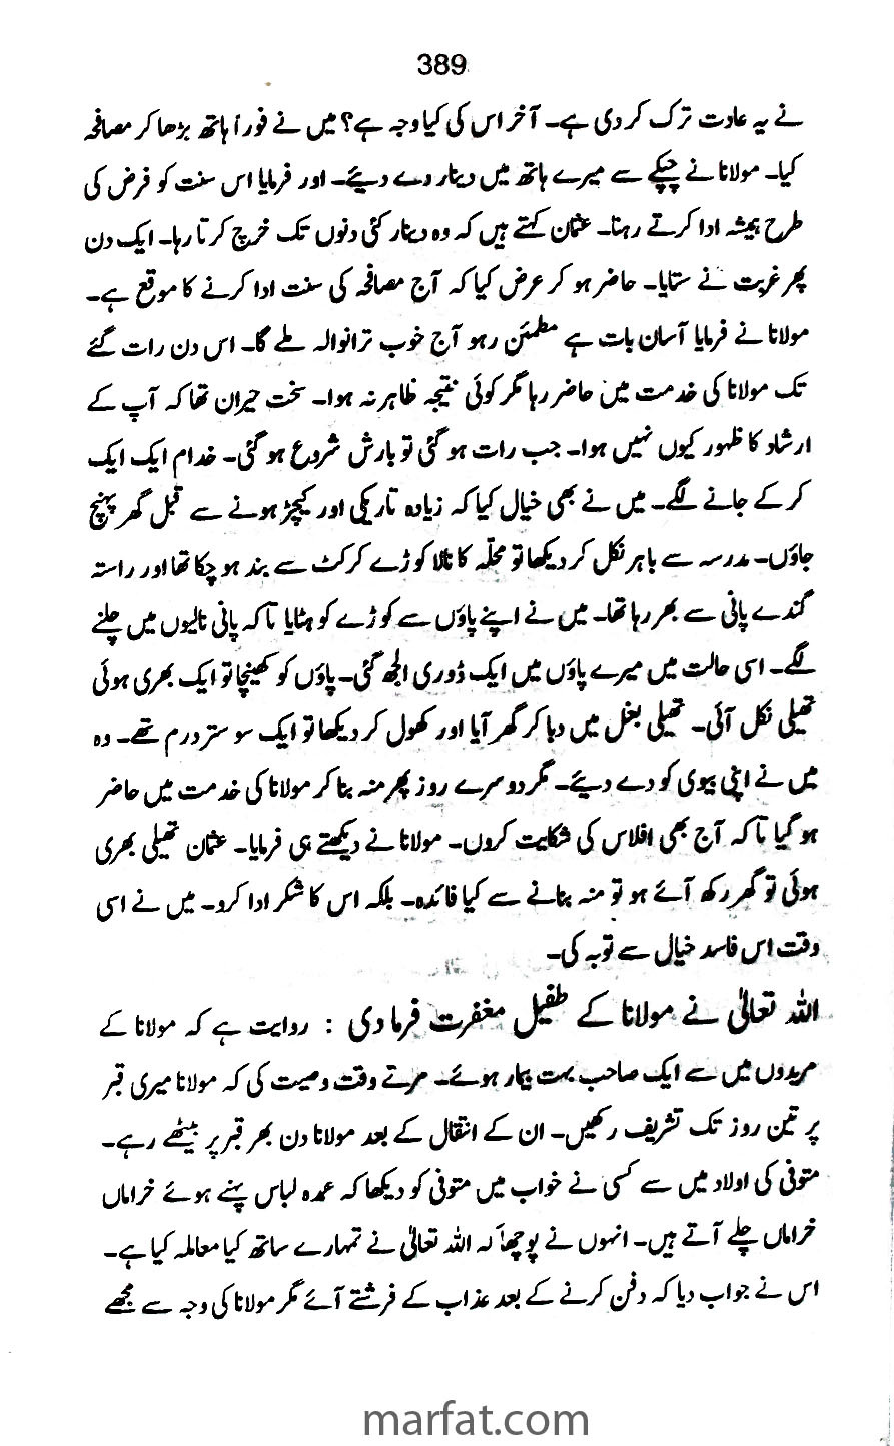 389
نے یہ عادت ترک کر دی ہے۔ آخر اس کی کیا وجہ ہے؟ میں نے فوراً ہاتھ بڑھا کر مصافحہ
کیا۔ مولانا نے چپکے سے میرے ہاتھ میں دینار دے دیئے۔ اور فرمایا اس سنت کو فرض کی
طرح ہمیشہ ادا کرتے رہنا۔ عثمان کہتے ہیں کہ وہ دینار کئی دنوں تک خرچ کرتا رہا۔ ایک دن
پھر غربت نے ستایا۔ حاضر ہو کر عرض کیا کہ آج مصافحہ کی سنت ادا کرنے کا موقع ہے۔
مولانا نے فرمایا آسان بات ہے مطمئن رہو آج خوب تر انوالہ ملے گا۔ اس دن رات گئے
تک مولانا کی خدمت میں حاضر رہا مگر کوئی نتیجہ ظاہر نہ ہوا۔ سخت حیران تھا کہ آپ کے
ارشاد کا ظہور کیوں نہیں ہوا۔ جب رات ہو گئی تو بارش شروع ہو گئی۔ خدام ایک ایک
کر کے جانے لگے۔ میں نے بھی خیال کیا کہ زیادہ تاریکی اور کیچڑ ہونے سے قبل گھر پہنچ
جاؤں۔ مدرسہ سے باہر نکل کر دیکھا تو محلّہ کا نالا کوڑے کرکٹ سے بند ہو چکا تھا اور راستہ
گندے پانی سے بھر رہا تھا۔ میں نے اپنے پاؤں سے کوڑے کو ہٹایا تاکہ پانی نالیوں میں چلنے
لگے۔ اسی حالت میں میرے پاؤں میں ایک ڈوری الجھ گئی۔ پاؤں کو کھینچا تو ایک بھری ہوئی
تھیلی نکل آئی۔ تھیلی بغل میں دبا کر گھر آیا اور کھول کر دیکھا تو ایک سو ستر درم تھے۔ وہ
میں نے اپنی بیوی کو دے دیئے۔ مگر دوسرے روز پھر منہ بنا کر مولانا کی خدمت میں حاضر
ہو گیا تاکہ آج بھی افلاس کی شکایت کروں۔ مولانا نے دیکھتے ہی فرمایا۔ عثمان تھیلی بھری
ہوئی تو گھر رکھ آئے ہو تو منہ بنانے سے کیا فائدہ۔ بلکہ اس کا شکر ادا کرو۔ میں نے اسی
وقت اس فاسد خیال سے توبہ کی۔
اللہ تعالیٰ نے مولانا کے طفیل مغفرت فرما دی : روایت ہے کہ مولانا کے
مریدوں میں سے ایک صاحب بہت بیمار ہوئے۔ مرتے وقت وصیت کی کہ مولانا میری قبر
پر تین روز تک تشریف رکھیں۔ ان کے انتقال کے بعد مولانا دن بھر قبر پر بیٹھے رہے۔
متوفی کی اولاد میں سے کسی نے خواب میں متوفی کو دیکھا کہ عمدہ لباس پہنے ہوئے خراماں
خراماں چلے آتے ہیں۔ انہوں نے پوچھا کہ اللہ تعالیٰ نے تمہارے ساتھ کیا معاملہ کیا ہے۔
اس نے جواب دیا کہ دفن کرنے کے بعد عذاب کے فرشتے آئے مگر مولانا کی وجہ سے مجھے
marfat.com